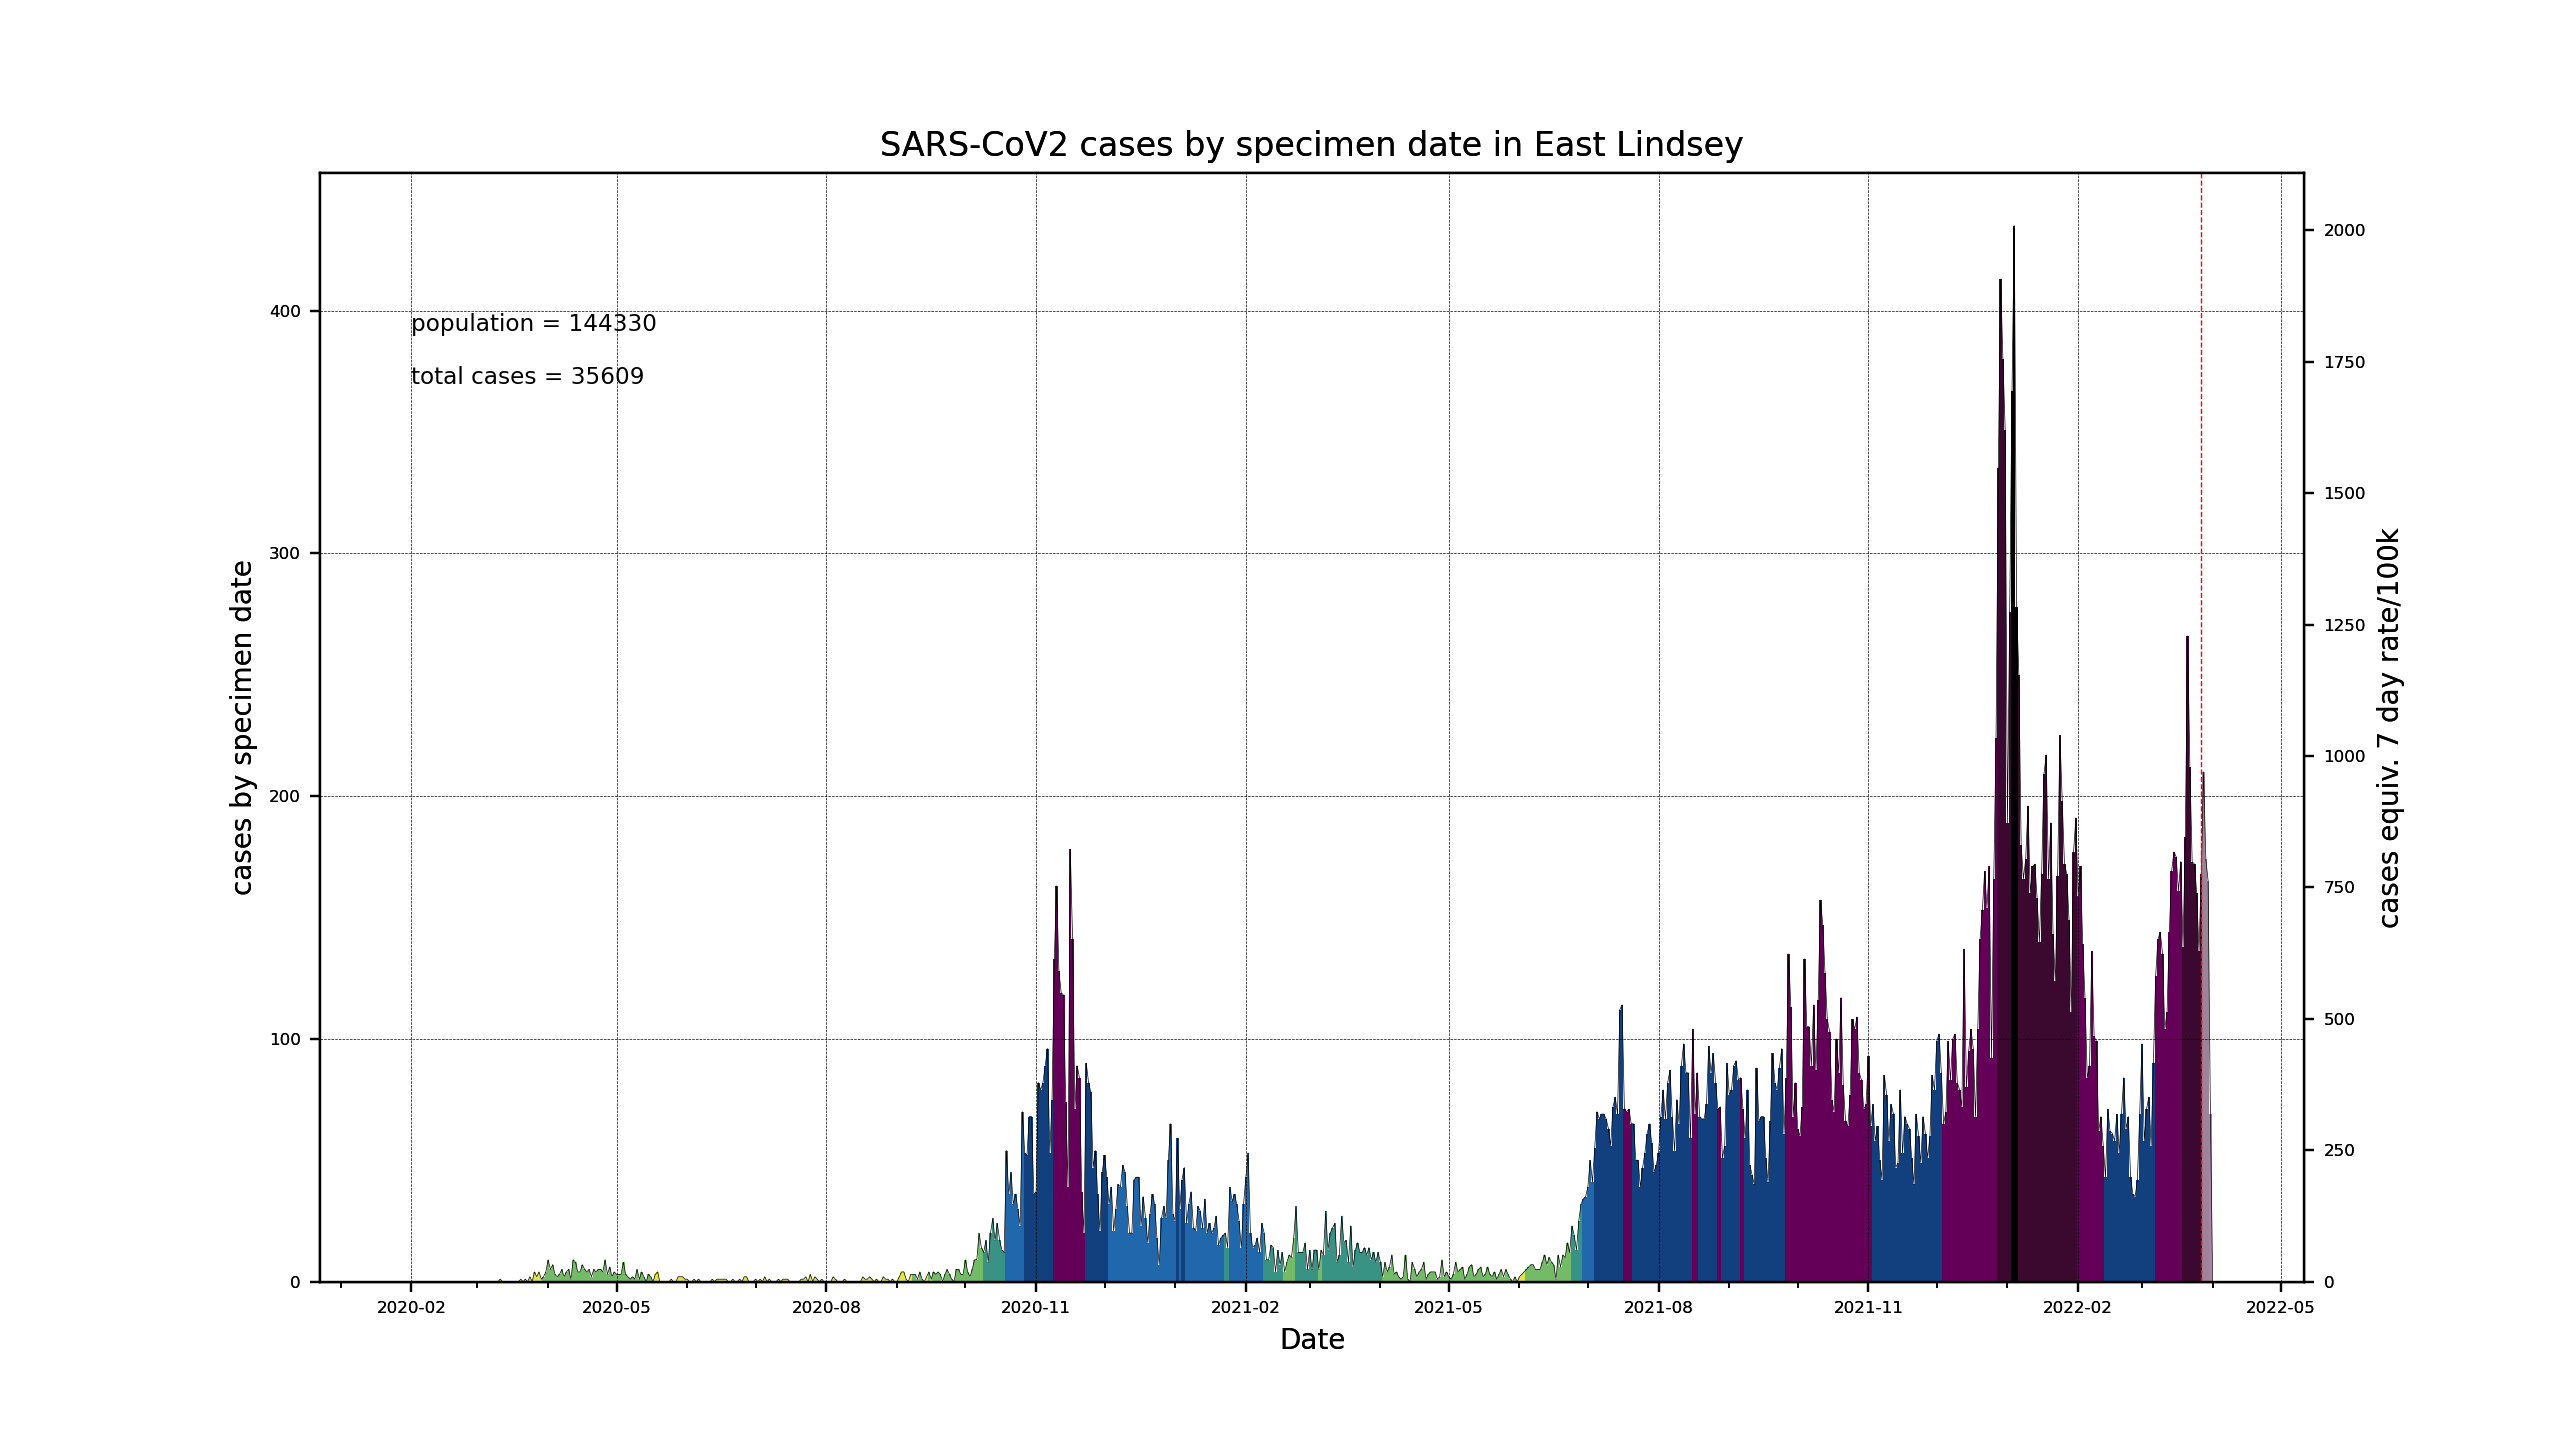 SARS-CoV2 cases by specimen date in East Lindsey
population = 144330
total cases = 35609
cases by specimen date
400
300
200
100
0
2000
1750
1500
1250
1000
750
500
250
0
cases equiv. 7 day rate/100k
2020-02 2020-05 2020-08 2020-11 2021-02 2021-05 2021-08 2021-11 2022-02 2022-05
Date